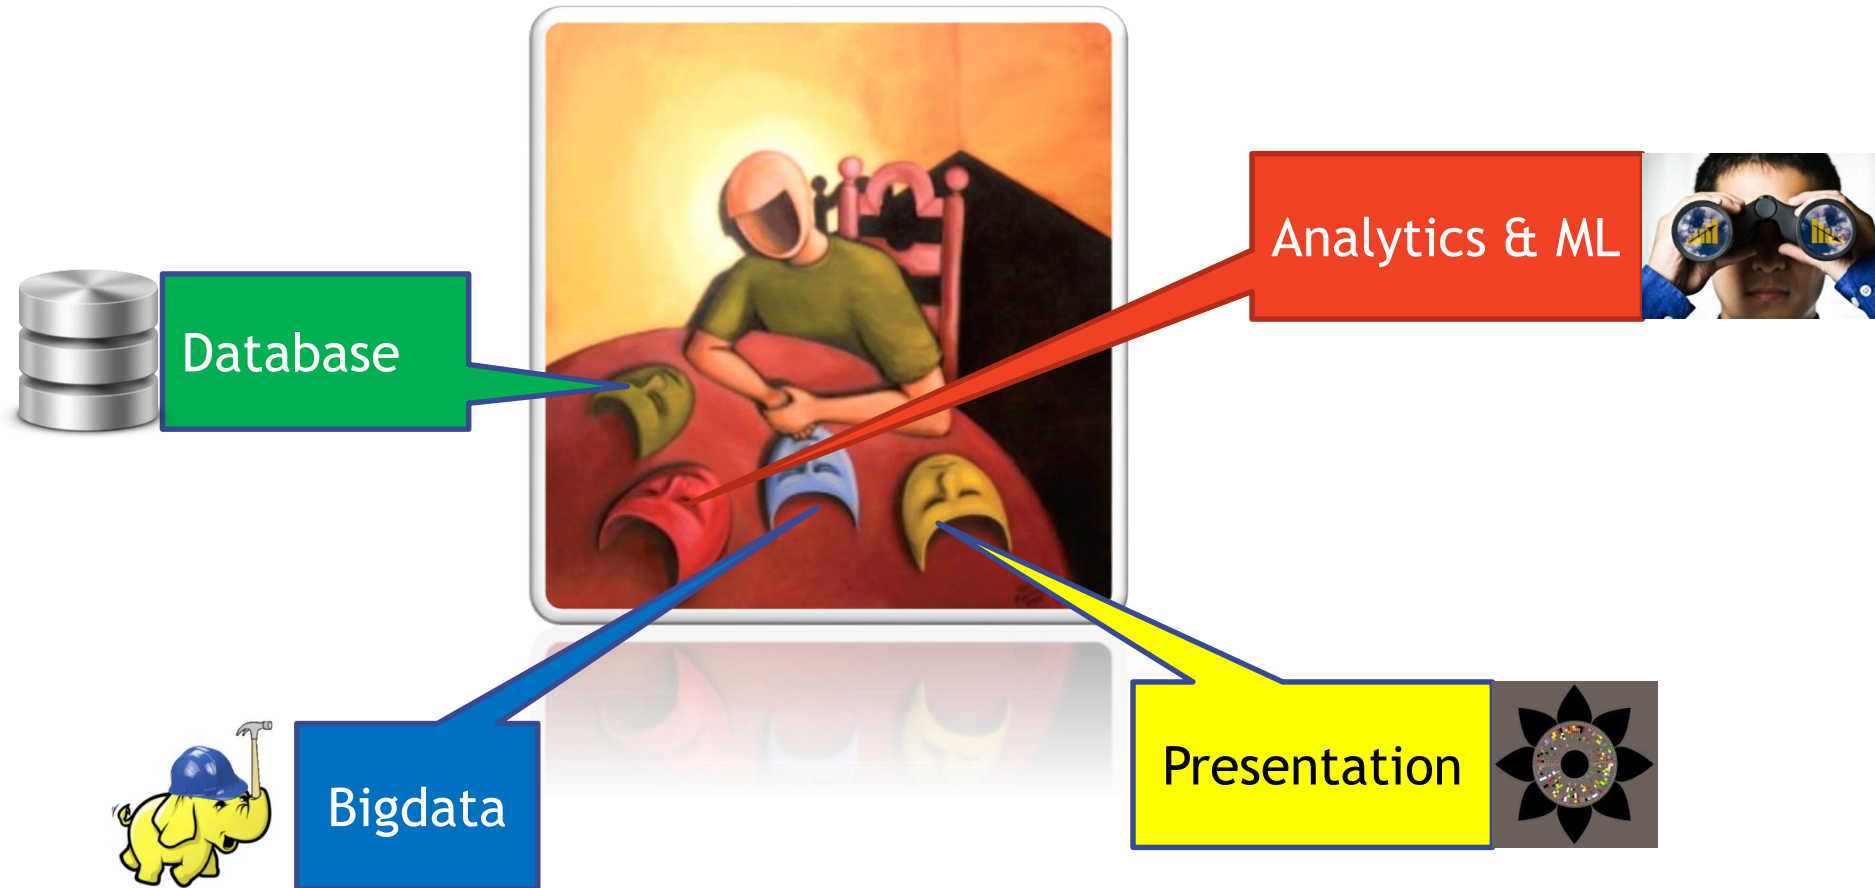 Analytics & ML
Database
Presentation
Bigdata